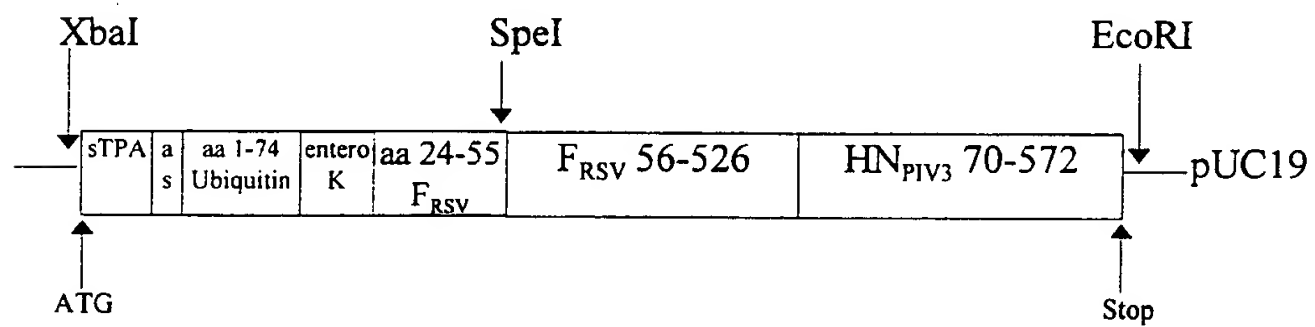 XbaI SpeI EcoRI
sTPA a s aa 1-74 Ubiquitin entero K aa 24-55 FRSV FRSV 56-526 HNPIV3 70-572 pUC19
ATG Stop